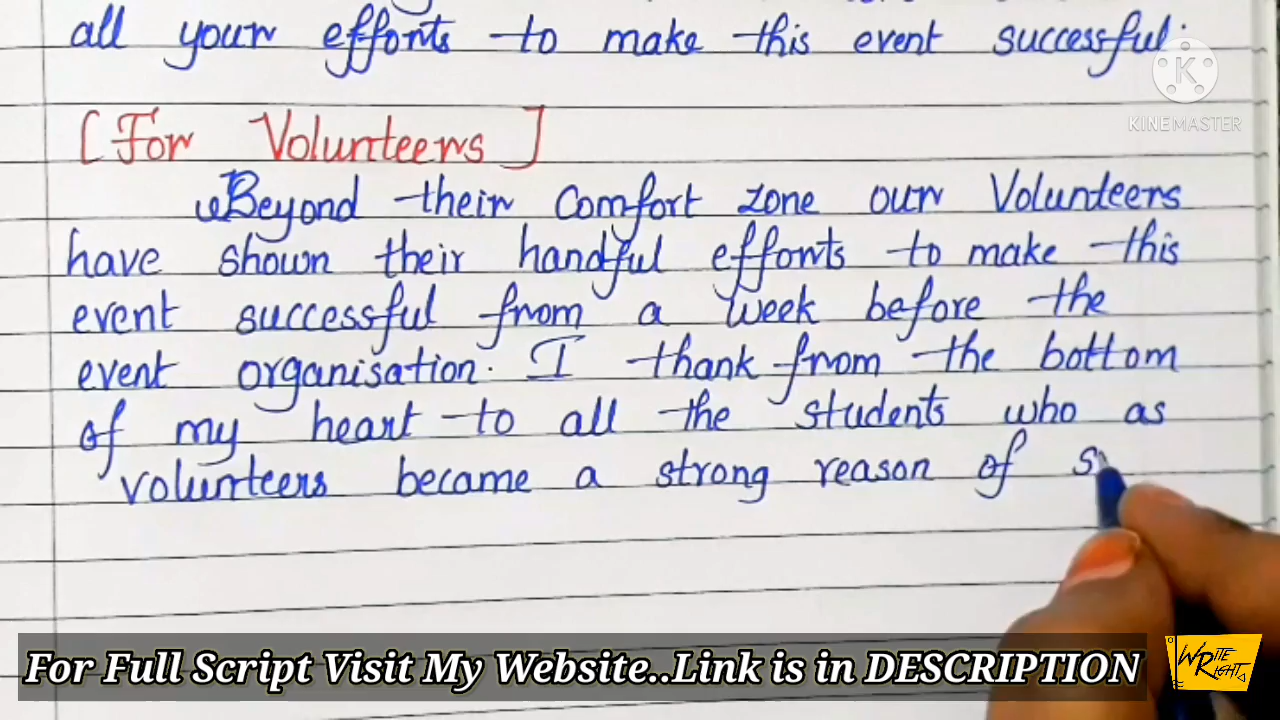 all your efforts to make this event successful.
KINEMASTER
[For Volunteers]
Beyond their comfort zone our Volunteers
have shown their handful efforts to make this
event successful from a week before the
event organisation. I thank from the bottom
of my heart to all the students who as
volunteers became a strong reason of s
For Full Script Visit My Website..Link is in DESCRIPTION
WRITE RIGHT